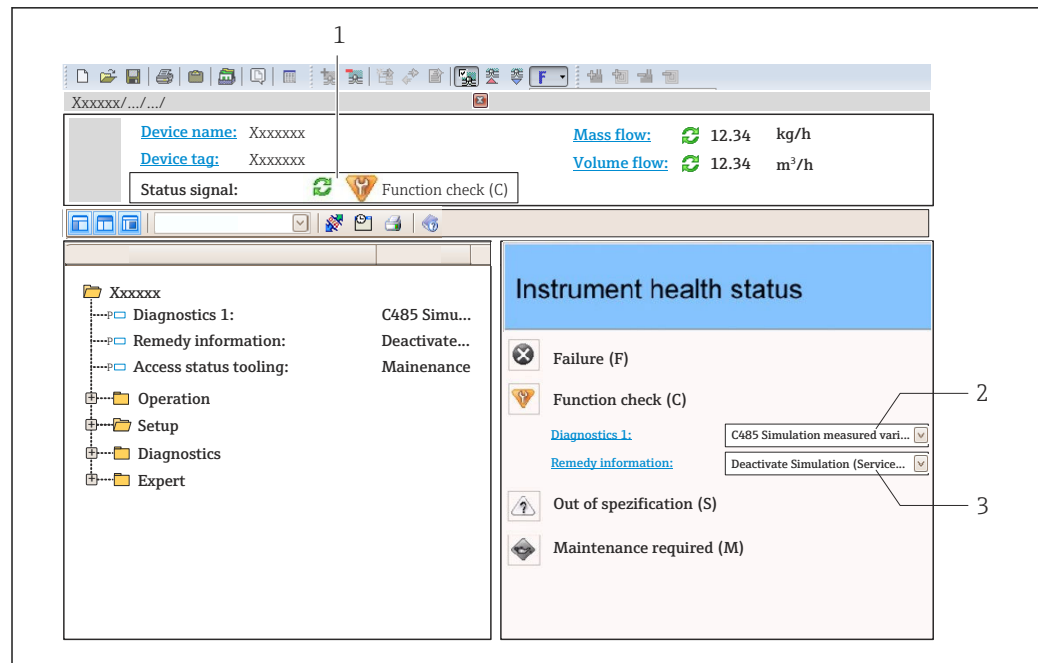 1
F
Xxxxxx/.../.../
Device name: Xxxxxxx
Mass flow: 12.34 kg/h
Device tag: Xxxxxxx
Volume flow: 12.34 m³/h
Status signal: Function check (C)
Xxxxxx
P Diagnostics 1: C485 Simu...
P Remedy information: Deactivate...
P Access status tooling: Mainenance
Operation
Setup
Diagnostics
Expert
Instrument health status
Failure (F)
Function check (C)
2
Diagnostics 1: C485 Simulation measured vari...
Remedy information: Deactivate Simulation (Service...
Out of spezification (S)
3
Maintenance required (M)